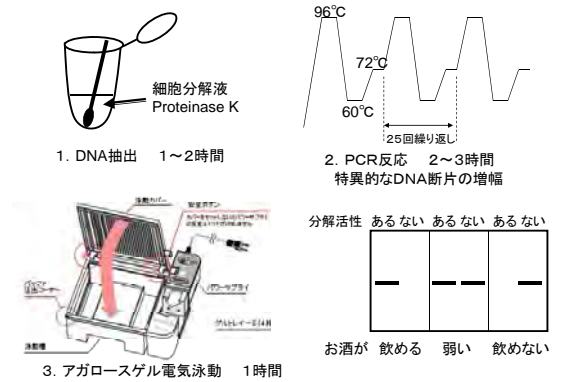 細胞分解液
Proteinase K
1．DNA抽出　1～2時間
96℃
72℃
60℃
25回繰り返し
2．PCR反応　2～3時間
特異的なDNA断片の増幅
泳動カバー
安全ボタン
パワーサプライ
泳動槽
3．アガロースゲル電気泳動　1時間
分解活性　ある ない　ある ない　ある ない
お酒が　飲める　弱い　飲めない